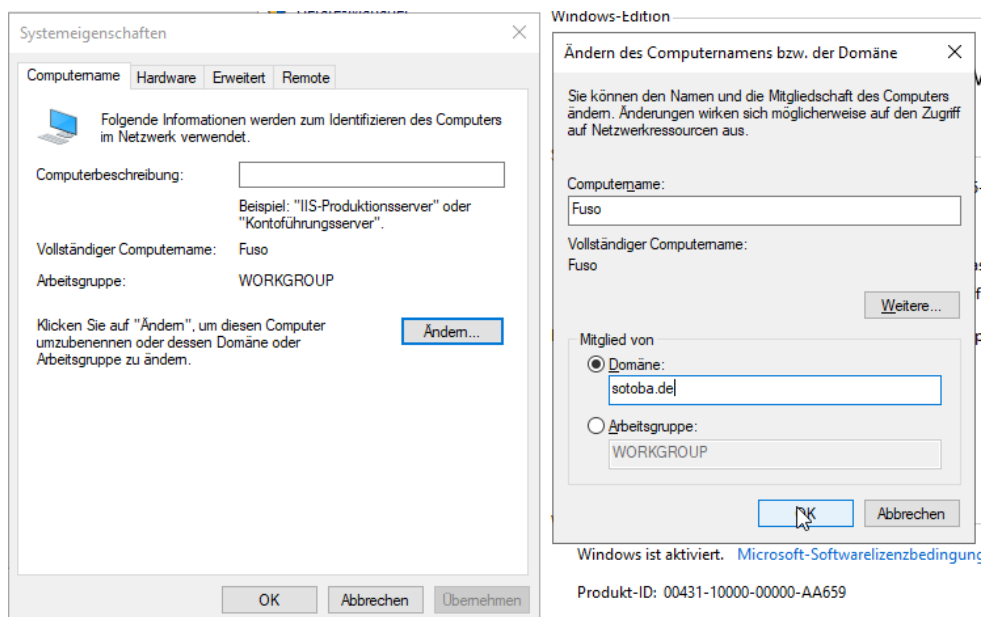 Windows-Edition
Systemeigenschaften
Computername Hardware Erweitert Remote
Folgende Informationen werden zum Identifizieren des Computers
im Netzwerk verwendet.
Computerbeschreibung:
Beispiel: "IIS-Produktionsserver" oder
"Kontoführungsserver".
Vollständiger Computername: Fuso
Arbeitsgruppe: WORKGROUP
Klicken Sie auf "Ändern", um diesen Computer
umzubenennen oder dessen Domäne oder
Arbeitsgruppe zu ändern.
Ändern...
OK Abbrechen Übernehmen
Ändern des Computernamens bzw. der Domäne
Sie können den Namen und die Mitgliedschaft des Computers
ändern. Änderungen wirken sich möglicherweise auf den Zugriff
auf Netzwerkressourcen aus.
Computername:
Fuso
Vollständiger Computername:
Fuso
Weitere...
Mitglied von
Domäne:
sotoba.de
Arbeitsgruppe:
WORKGROUP
OK Abbrechen
Windows ist aktiviert. Microsoft-Softwarelizenzbedingung
Produkt-ID: 00431-10000-00000-AA659